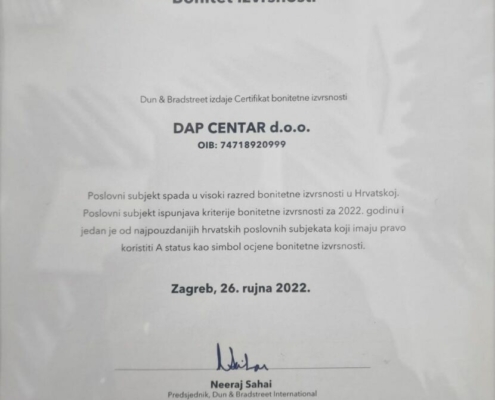 Bonitet izvrsnosti
Dun & Bradstreet izdaje Certifikat bonitetne izvrsnosti
DAP CENTAR d.o.o.
OIB: 74718920999
Poslovni subjekt spada u visoki razred bonitetne izvrsnosti u Hrvatskoj.
Poslovni subjekt ispunjava kriterije bonitetne izvrsnosti za 2022. godinu i
jedan je od najpouzdanijih hrvatskih poslovnih subjekata koji imaju pravo
koristiti A status kao simbol ocjene bonitetne izvrsnosti.
Zagreb, 26. rujna 2022.
Neeraj Sahai
Predsjednik, Dun & Bradstreet International